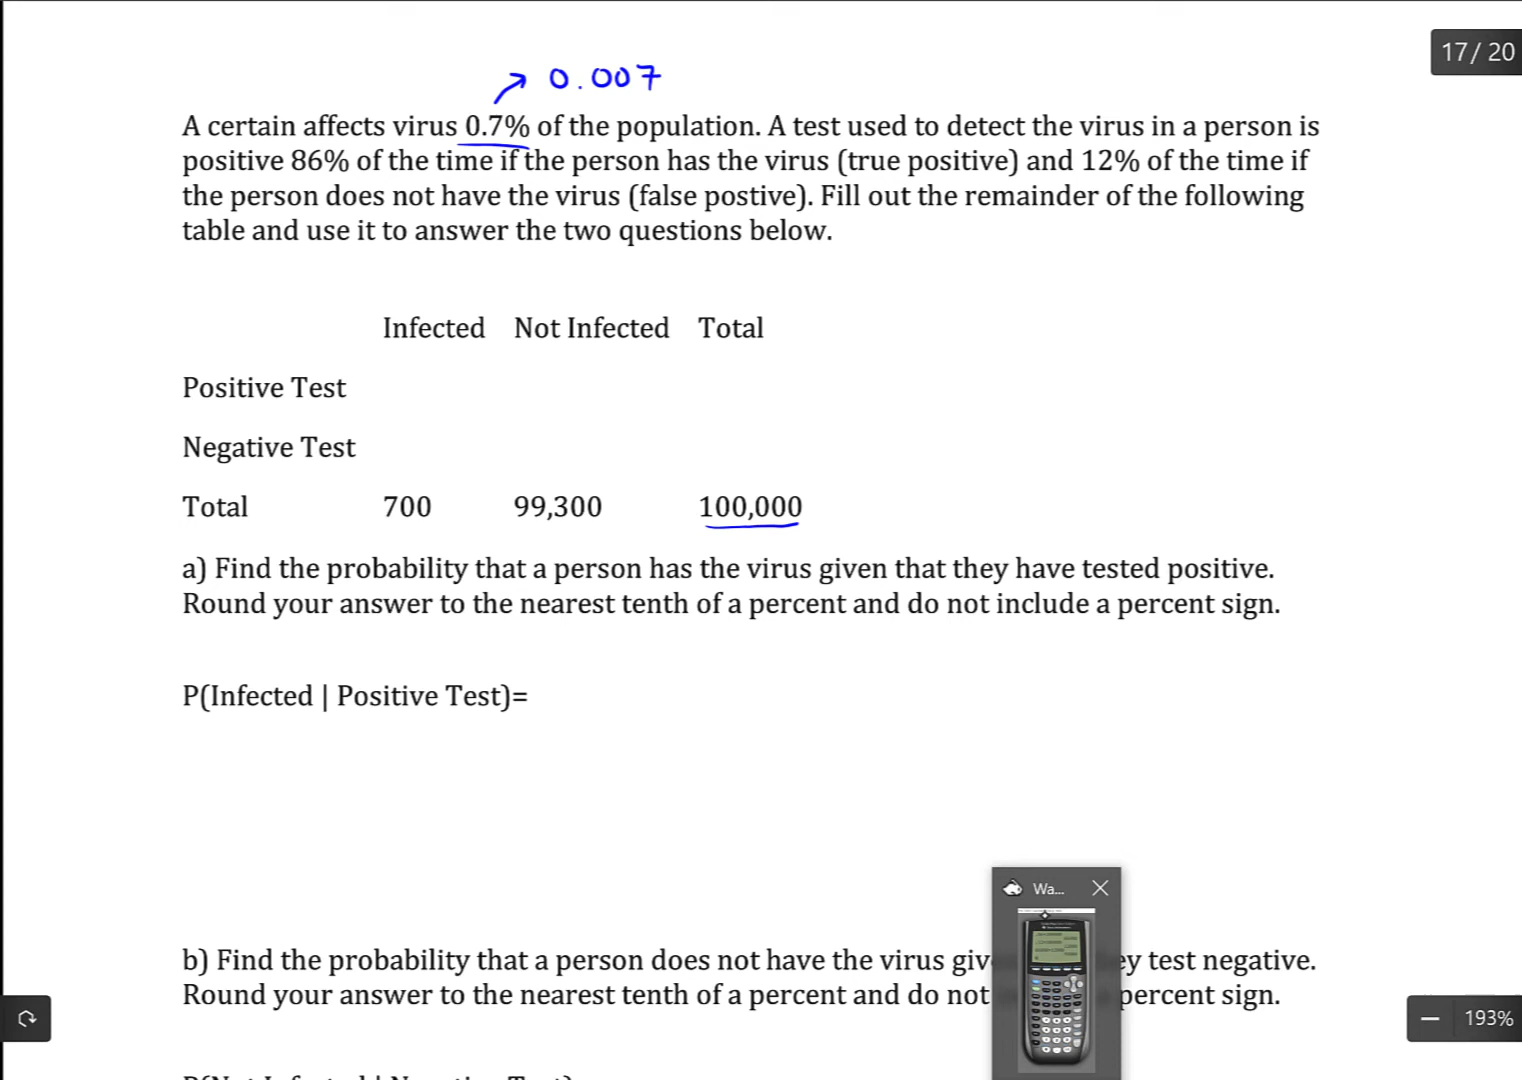 17/ 20
0.007
A certain affects virus 0.7% of the population. A test used to detect the virus in a person is
positive 86% of the time if the person has the virus (true positive) and 12% of the time if
the person does not have the virus (false postive). Fill out the remainder of the following
table and use it to answer the two questions below.
Infected Not Infected Total
Positive Test
Negative Test
Total 700 99,300 100,000
a) Find the probability that a person has the virus given that they have tested positive.
Round your answer to the nearest tenth of a percent and do not include a percent sign.
P(Infected | Positive Test)=
Wa...
b) Find the probability that a person does not have the virus giv ey test negative.
Round your answer to the nearest tenth of a percent and do not percent sign.
193%